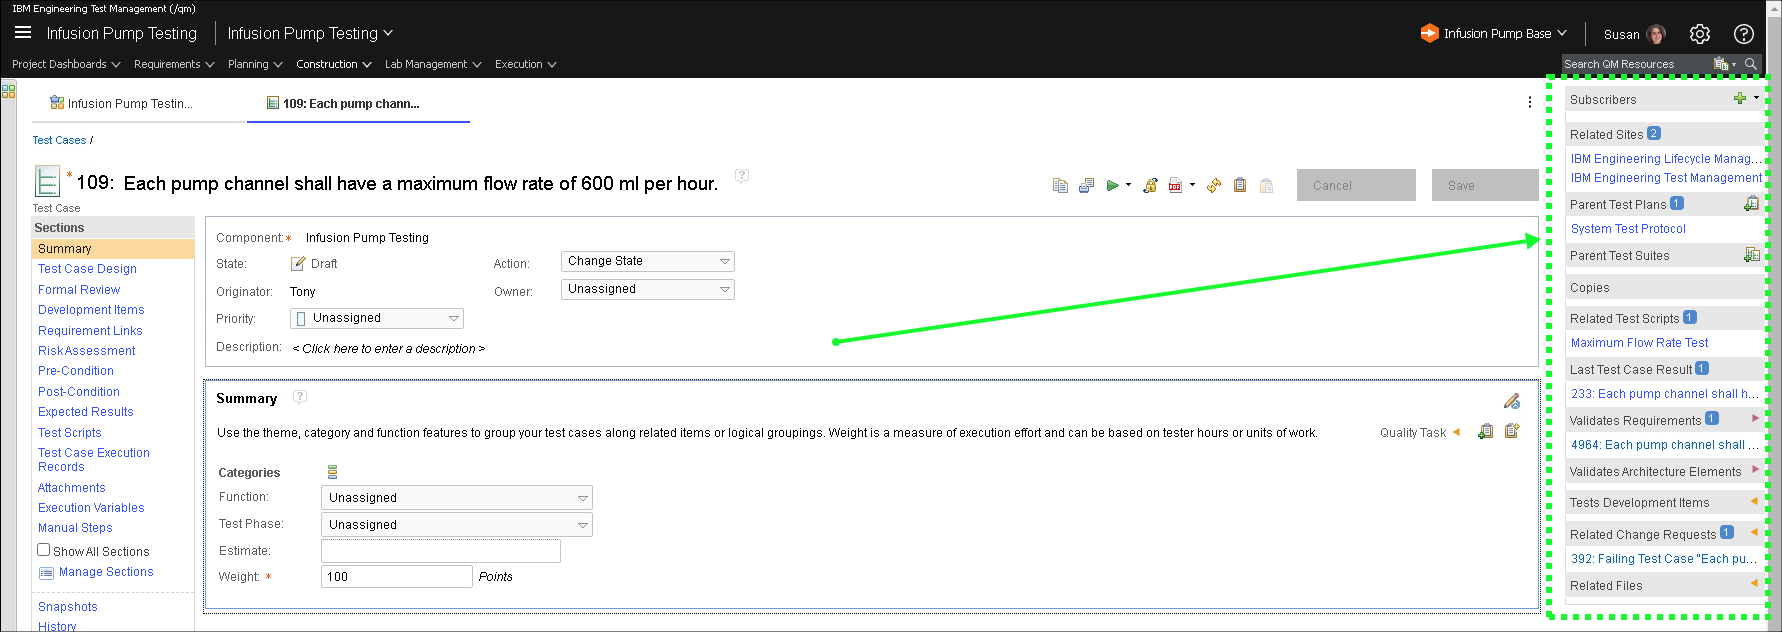 IBM Engineering Test Management (/qm)
Infusion Pump Testing
Infusion Pump Testing
Infusion Pump Base
Susan
Project Dashboards
Requirements
Planning
Construction
Lab Management
Execution
Search QM Resources
Infusion Pump Testin...
109: Each pump chann...
Test Cases /
* 109: Each pump channel shall have a maximum flow rate of 600 ml per hour.
?
Cancel
Save
Test Case
Sections
Summary
Test Case Design
Formal Review
Development Items
Requirement Links
Risk Assessment
Pre-Condition
Post-Condition
Expected Results
Test Scripts
Test Case Execution
Records
Attachments
Execution Variables
Manual Steps
Show All Sections
Manage Sections
Snapshots
History
Component:* Infusion Pump Testing
State: Draft
Action: Change State
Originator: Tony
Owner: Unassigned
Priority: Unassigned
Description: < Click here to enter a description >
Summary ?
Use the theme, category and function features to group your test cases along related items or logical groupings. Weight is a measure of execution effort and can be based on tester hours or units of work.
Quality Task
Categories
Function: Unassigned
Test Phase: Unassigned
Estimate:
Weight: * 100 Points
Subscribers
Related Sites 2
IBM Engineering Lifecycle Manag...
IBM Engineering Test Management
Parent Test Plans 1
System Test Protocol
Parent Test Suites
Copies
Related Test Scripts 1
Maximum Flow Rate Test
Last Test Case Result 1
233: Each pump channel shall h...
Validates Requirements 1
4964: Each pump channel shall ...
Validates Architecture Elements
Tests Development Items
Related Change Requests 1
392: Failing Test Case "Each pu...
Related Files